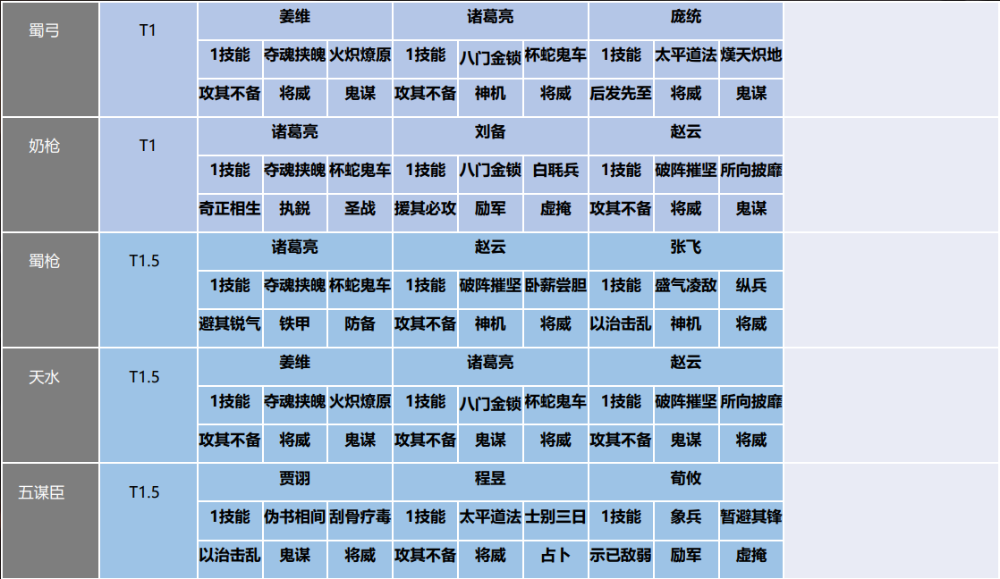 蜀弓 T1 姜维 诸葛亮 庞统
1技能 夺魂挟魄 火炽燎原 1技能 八门金锁 杯蛇鬼车 1技能 太平道法 熯天炽地
攻其不备 将威 鬼谋 攻其不备 神机 将威 后发先至 将威 鬼谋
奶枪 T1 诸葛亮 刘备 赵云
1技能 夺魂挟魄 杯蛇鬼车 1技能 八门金锁 白毦兵 1技能 破阵摧坚 所向披靡
奇正相生 执锐 圣战 援其必攻 励军 虚掩 攻其不备 将威 鬼谋
蜀枪 T1.5 诸葛亮 赵云 张飞
1技能 夺魂挟魄 杯蛇鬼车 1技能 破阵摧坚 卧薪尝胆 1技能 盛气凌敌 纵兵
避其锐气 铁甲 防备 攻其不备 神机 将威 以治击乱 神机 将威
天水 T1.5 姜维 诸葛亮 赵云
1技能 夺魂挟魄 火炽燎原 1技能 八门金锁 杯蛇鬼车 1技能 破阵摧坚 所向披靡
攻其不备 将威 鬼谋 攻其不备 鬼谋 将威 攻其不备 鬼谋 将威
五谋臣 T1.5 贾诩 程昱 荀攸
1技能 伪书相间 刮骨疗毒 1技能 太平道法 士别三日 1技能 象兵 暂避其锋
以治击乱 鬼谋 将威 攻其不备 将威 占卜 示已敌弱 励军 虚掩